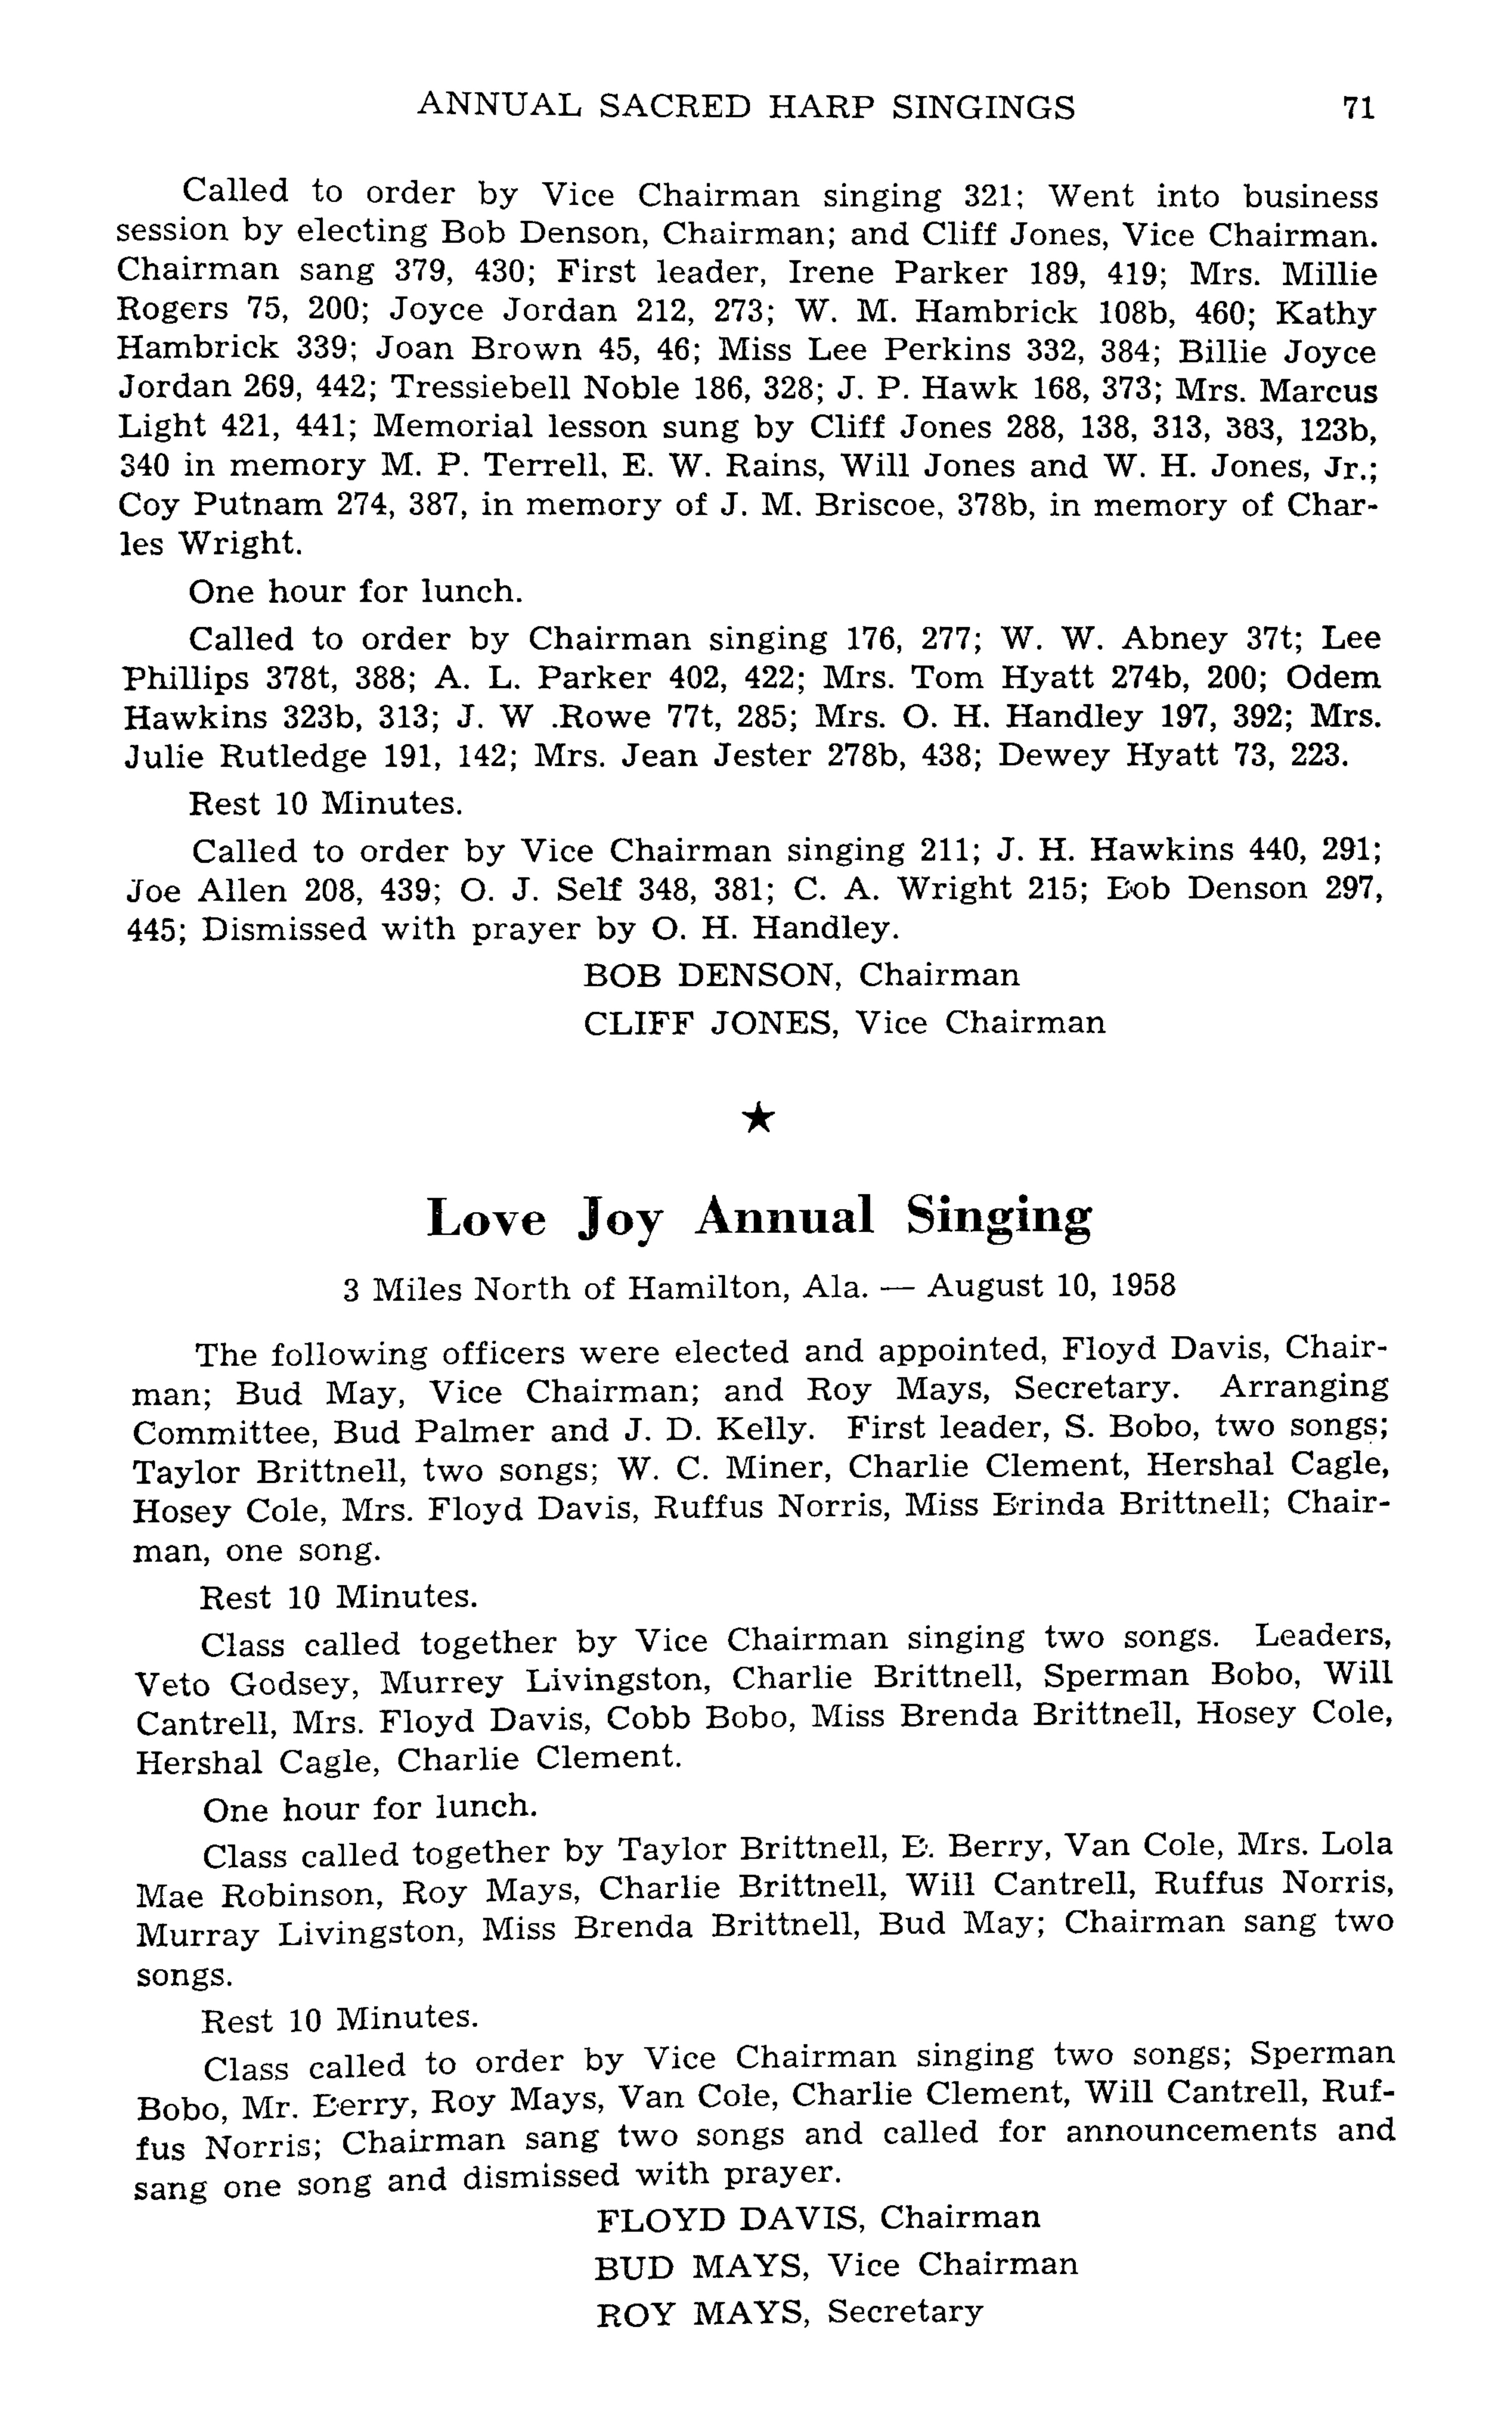 ANNUAL SACRED HARP SINGINGS 71
Called to order by Vice Chairman singing 321; Went into business
session by electing Bob Denson, Chairman; and Cliff Jones, Vice Chairman.
Chairman sang 379, 430; First leader, Irene Parker 189, 419; Mrs. Millie
Rogers 75, 200; Joyce Jordan 212, 273; W. M. Hambrick 108b, 460; Kathy
Hambrick 339; Joan Brown 45, 46; Miss Lee Perkins 332, 384; Billie Joyce
Jordan 269, 442; Tressiebell Noble 186, 328; J. P. Hawk 168, 373; Mrs. Marcus
Light 421, 441; Memorial lesson sung by Cliff Jones 288, 138, 313, 383, 123b,
340 in memory M. P. Terrell, E. W. Rains, Will Jones and W. H. Jones, Jr.;
Coy Putnam 274, 387, in memory of J. M. Briscoe, 378b, in memory of Char-
les Wright.
One hour for lunch.
Called to order by Chairman singing 176, 277; W. W. Abney 37t; Lee
Phillips 378t, 388; A. L. Parker 402, 422; Mrs. Tom Hyatt 274b, 200; Odem
Hawkins 323b, 313; J. W .Rowe 77t, 285; Mrs. O. H. Handley 197, 392; Mrs.
Julie Rutledge 191, 142; Mrs. Jean Jester 278b, 438; Dewey Hyatt 73, 223.
Rest 10 Minutes.
Called to order by Vice Chairman singing 211; J. H. Hawkins 440, 291;
Joe Allen 208, 439; O. J. Self 348, 381; C. A. Wright 215; Bob Denson 297,
445; Dismissed with prayer by O. H. Handley.
BOB DENSON, Chairman
CLIFF JONES, Vice Chairman
★
Love Joy Annual Singing
3 Miles North of Hamilton, Ala. — August 10, 1958
The following officers were elected and appointed, Floyd Davis, Chair-
man; Bud May, Vice Chairman; and Roy Mays, Secretary. Arranging
Committee, Bud Palmer and J. D. Kelly. First leader, S. Bobo, two songs;
Taylor Brittnell, two songs; W. C. Miner, Charlie Clement, Hershal Cagle,
Hosey Cole, Mrs. Floyd Davis, Ruffus Norris, Miss Brinda Brittnell; Chair-
man, one song.
Rest 10 Minutes.
Class called together by Vice Chairman singing two songs. Leaders,
Veto Godsey, Murrey Livingston, Charlie Brittnell, Sperman Bobo, Will
Cantrell, Mrs. Floyd Davis, Cobb Bobo, Miss Brenda Brittnell, Hosey Cole,
Hershal Cagle, Charlie Clement.
One hour for lunch.
Class called together by Taylor Brittnell, B. Berry, Van Cole, Mrs. Lola
Mae Robinson, Roy Mays, Charlie Brittnell, Will Cantrell, Ruffus Norris,
Murray Livingston, Miss Brenda Brittnell, Bud May; Chairman sang two
songs.
Rest 10 Minutes.
Class called to order by Vice Chairman singing two songs; Sperman
Bobo, Mr. Berry, Roy Mays, Van Cole, Charlie Clement, Will Cantrell, Ruf-
fus Norris; Chairman sang two songs and called for announcements and
sang one song and dismissed with prayer.
FLOYD DAVIS, Chairman
BUD MAYS, Vice Chairman
ROY MAYS, Secretary